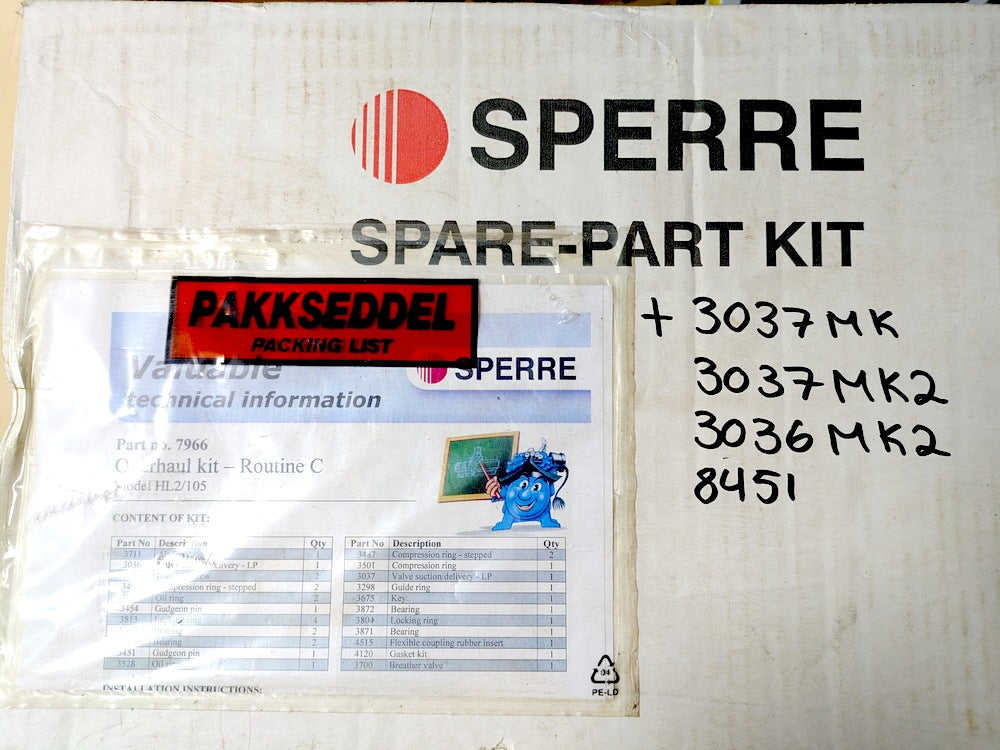 SPERRE
SPARE-PART KIT
+ 3037 MK
3037 MK2
3036 MK2
8451
PAKKSEDDEL
PACKING LIST
Valuable
technical information
SPERRE
Part no. 7966
Overhaul kit – Routine C
Model HL2/105
CONTENT OF KIT:
Part No Description Qty
3711 1
3036 delivery - LP 1
2
compression ring - stepped 2
Oil ring 2
3454 Gudgeon pin 1
3813 ring 4
2
Bearing 2
3451 Gudgeon pin 1
3528 Oil ring 1
Part No Description Qty
3467 Compression ring - stepped 2
3501 Compression ring 1
3037 Valve suction/delivery - LP 1
3298 Guide ring 1
3675 Key 1
3872 Bearing 1
3804 Locking ring 1
3871 Bearing 1
4515 Flexible coupling rubber insert 1
4120 Gasket kit 1
3700 Breather valve 1
INSTALLATION INSTRUCTIONS:
04
PE-LD